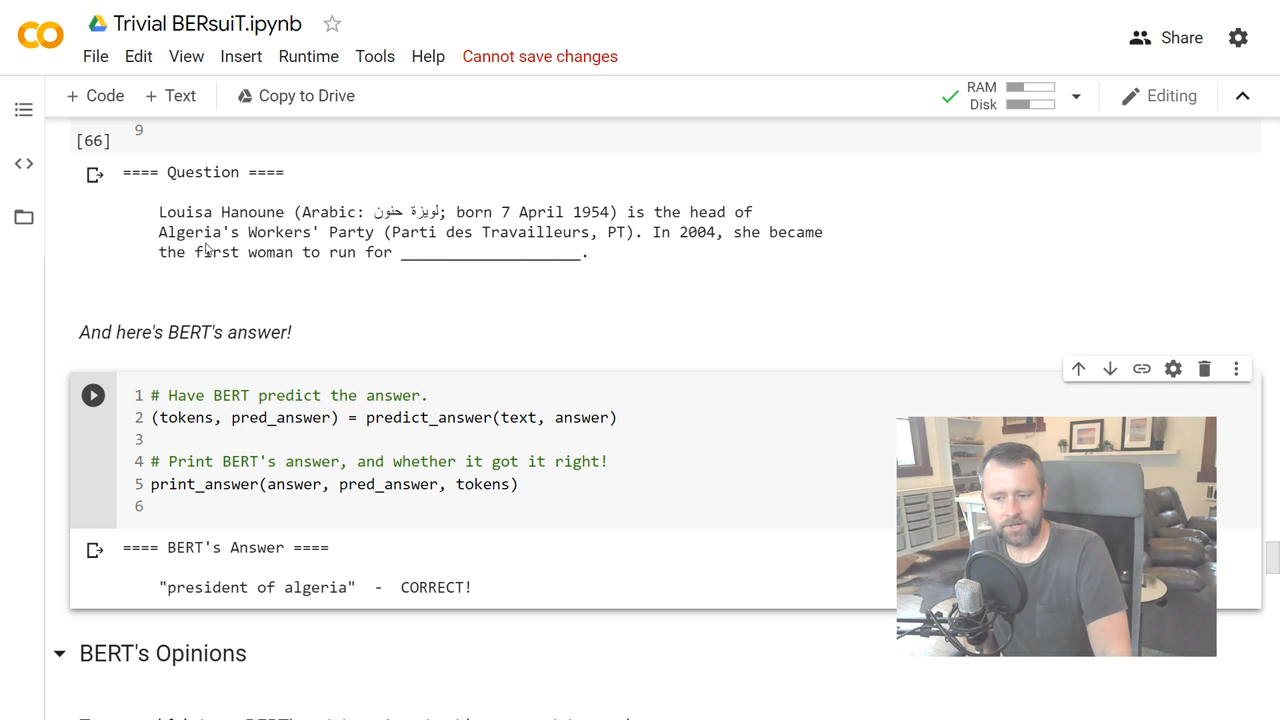 Trivial BERsuiT.ipynb
File Edit View Insert Runtime Tools Help Cannot save changes
Share
+ Code + Text Copy to Drive
RAM
Disk
Editing
9
[66]
==== Question ====
Louisa Hanoune (Arabic: لويزة حنون; born 7 April 1954) is the head of
Algeria's Workers' Party (Parti des Travailleurs, PT). In 2004, she became
the first woman to run for ____________________.
And here's BERT's answer!
1 # Have BERT predict the answer.
2 (tokens, pred_answer) = predict_answer(text, answer)
3
4 # Print BERT's answer, and whether it got it right!
5 print_answer(answer, pred_answer, tokens)
6
==== BERT's Answer ====
"president of algeria" - CORRECT!
BERT's Opinions